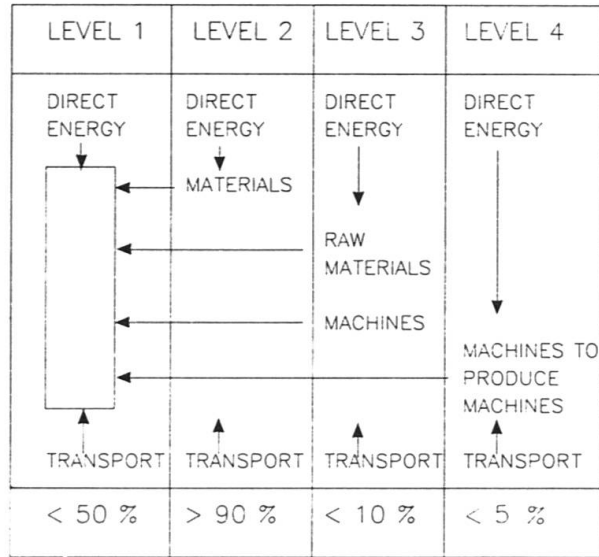 LEVEL 1 LEVEL 2 LEVEL 3 LEVEL 4
DIRECT ENERGY
DIRECT ENERGY
DIRECT ENERGY
DIRECT ENERGY
MATERIALS
RAW
MATERIALS
MACHINES
MACHINES TO
PRODUCE
MACHINES
TRANSPORT TRANSPORT TRANSPORT TRANSPORT
< 50 % > 90 % < 10 % < 5 %